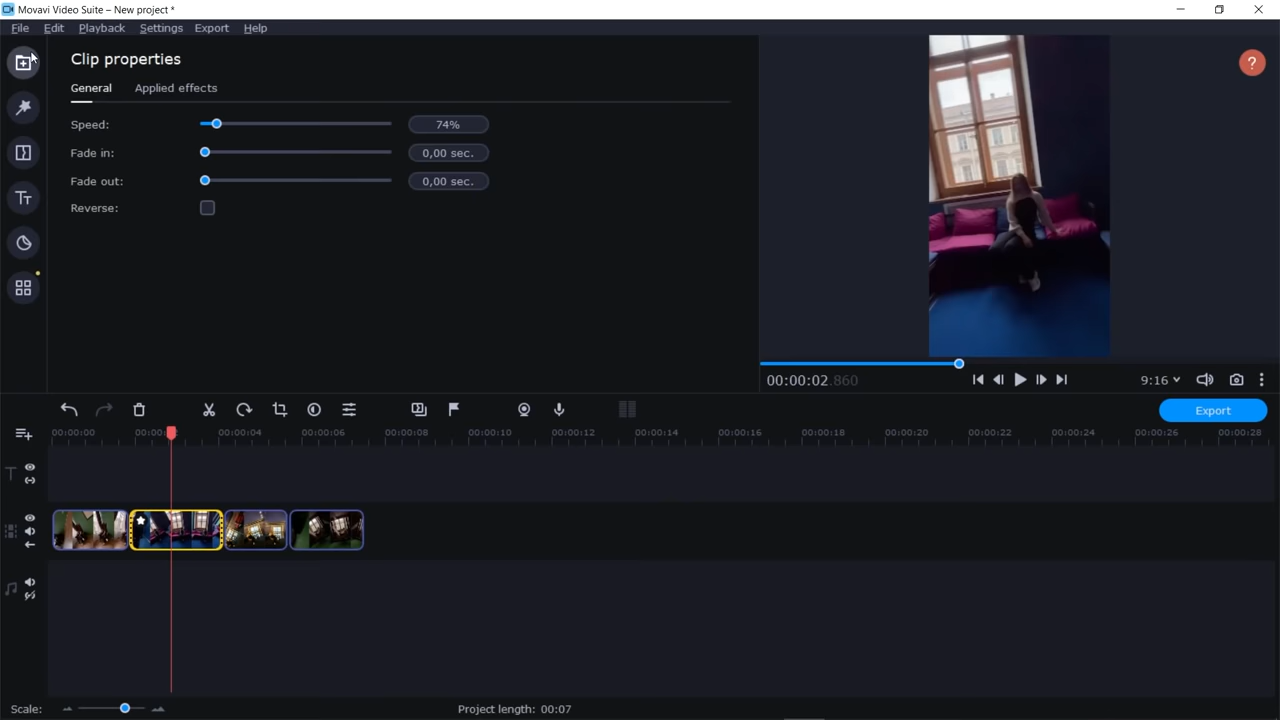 Movavi Video Suite – New project *
File Edit Playback Settings Export Help
Clip properties
General Applied effects
Speed: 74%
Fade in: 0,00 sec.
Fade out: 0,00 sec.
Reverse:
?
00:00:02.860
9:16
Export
00:00:00 00:00:04 00:00:06 00:00:08 00:00:10 00:00:12 00:00:14 00:00:16 00:00:18 00:00:20 00:00:22 00:00:24 00:00:26 00:00:28
Scale: Project length: 00:07